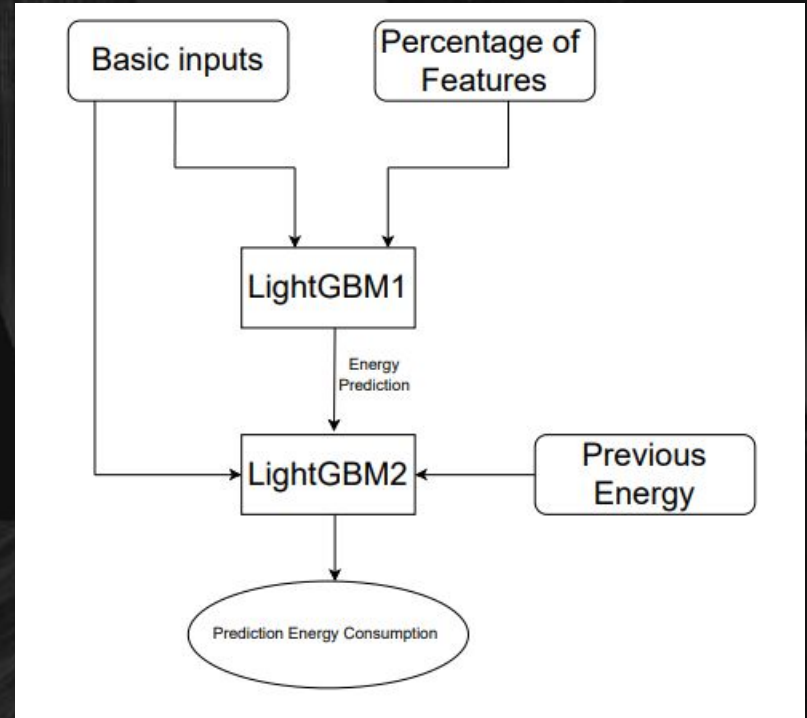 Basic inputs
Percentage of
Features
LightGBM1
Energy
Prediction
LightGBM2
Previous
Energy
Prediction Energy Consumption